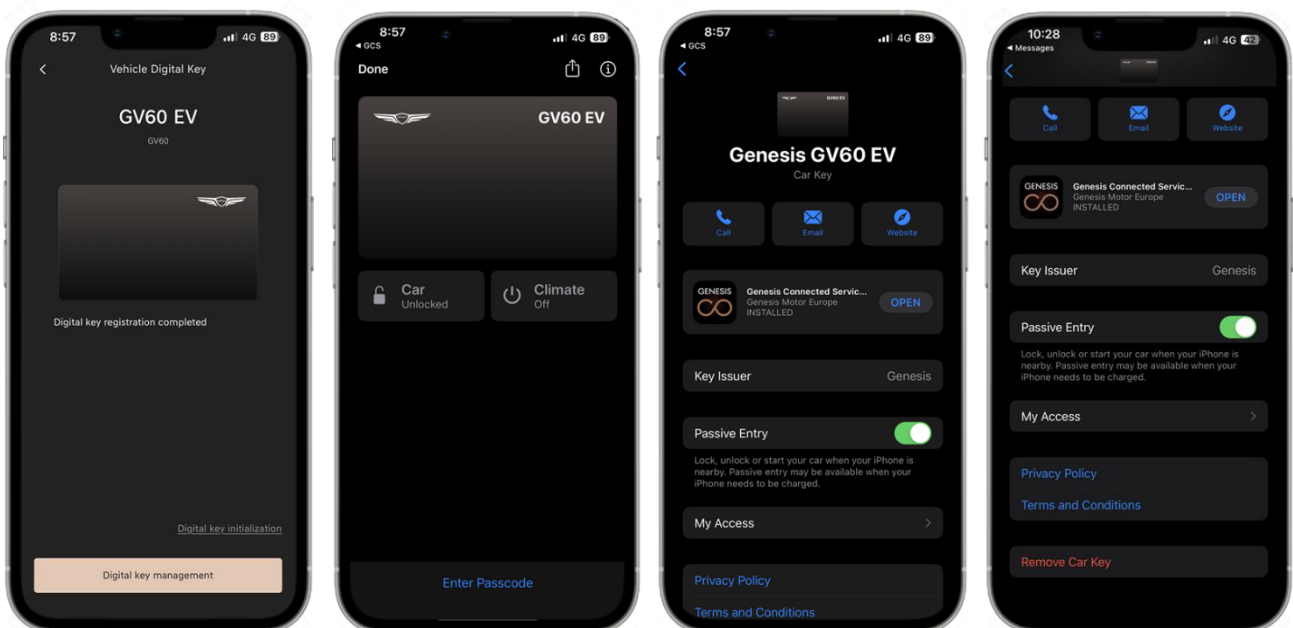 8:57
4G 89
Vehicle Digital Key
GV60 EV
GV60
Digital key registration completed
Digital key initialization
Digital key management
8:57
4G 89
GCS
Done
GV60 EV
Car
Unlocked
Climate
Off
Enter Passcode
8:57
4G 89
GCS
GV60 EV
Genesis GV60 EV
Car Key
Call
Email
Website
GENESIS
Genesis Connected Servic...
Genesis Motor Europe
INSTALLED
OPEN
Key Issuer
Genesis
Passive Entry
Lock, unlock or start your car when your iPhone is
nearby. Passive entry may be available when your
iPhone needs to be charged.
My Access
Privacy Policy
Terms and Conditions
10:28
4G 42
Messages
Call
Email
Website
GENESIS
Genesis Connected Servic...
Genesis Motor Europe
INSTALLED
OPEN
Key Issuer
Genesis
Passive Entry
Lock, unlock or start your car when your iPhone is
nearby. Passive entry may be available when your
iPhone needs to be charged.
My Access
Privacy Policy
Terms and Conditions
Remove Car Key